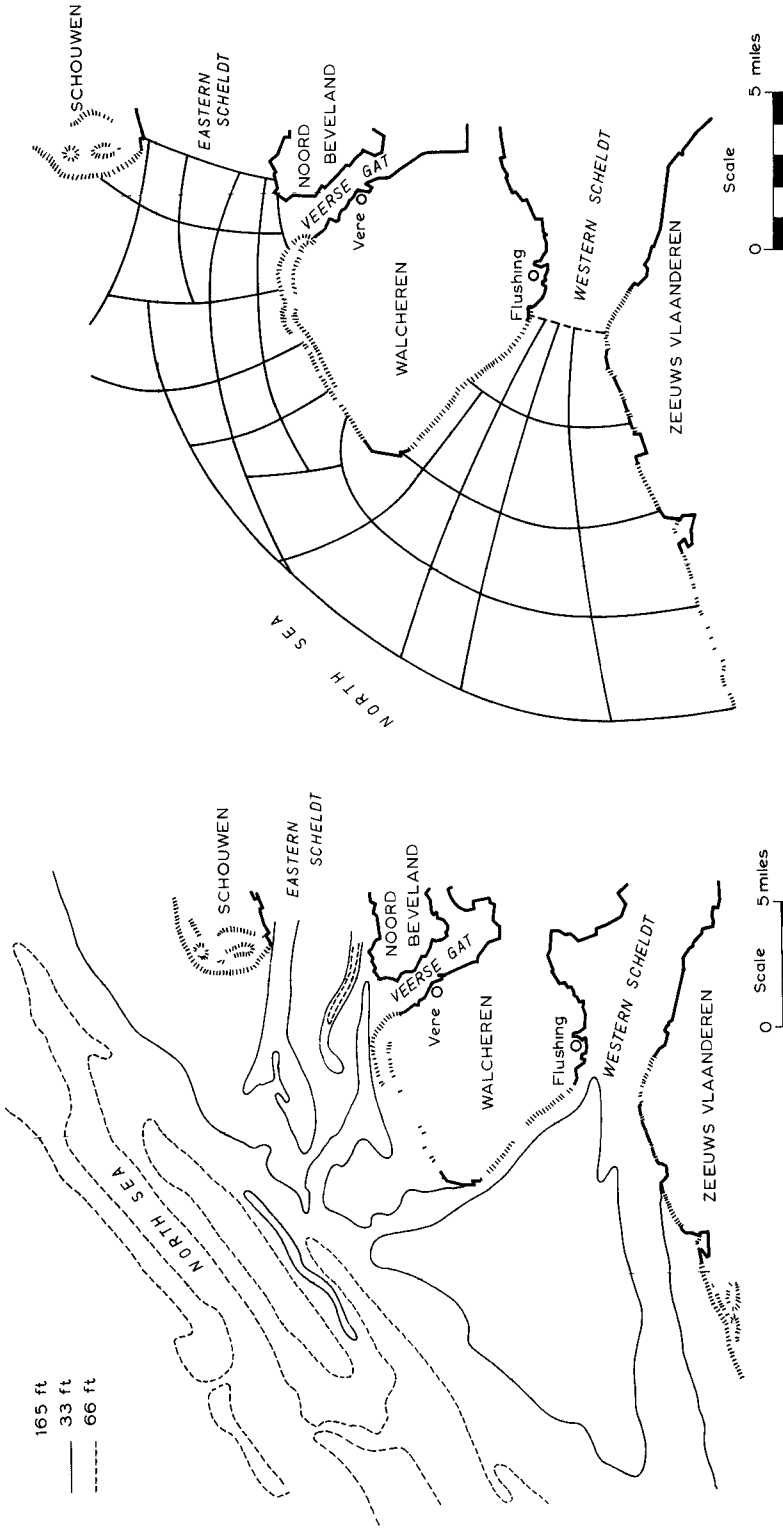 165 ft
33 ft
66 ft
NORTH SEA
SCHOUWEN
EASTERN
SCHELDT
NOORD
BEVELAND
VEERSE GAT
Vere
WALCHEREN
Flushing
WESTERN SCHELDT
ZEEUWS VLAANDEREN
Scale
0 5 miles
NORTH SEA
SCHOUWEN
EASTERN
SCHELDT
NOORD
BEVELAND
VEERSE GAT
Vere
WALCHEREN
Flushing
WESTERN SCHELDT
ZEEUWS VLAANDEREN
Scale
0 5 miles